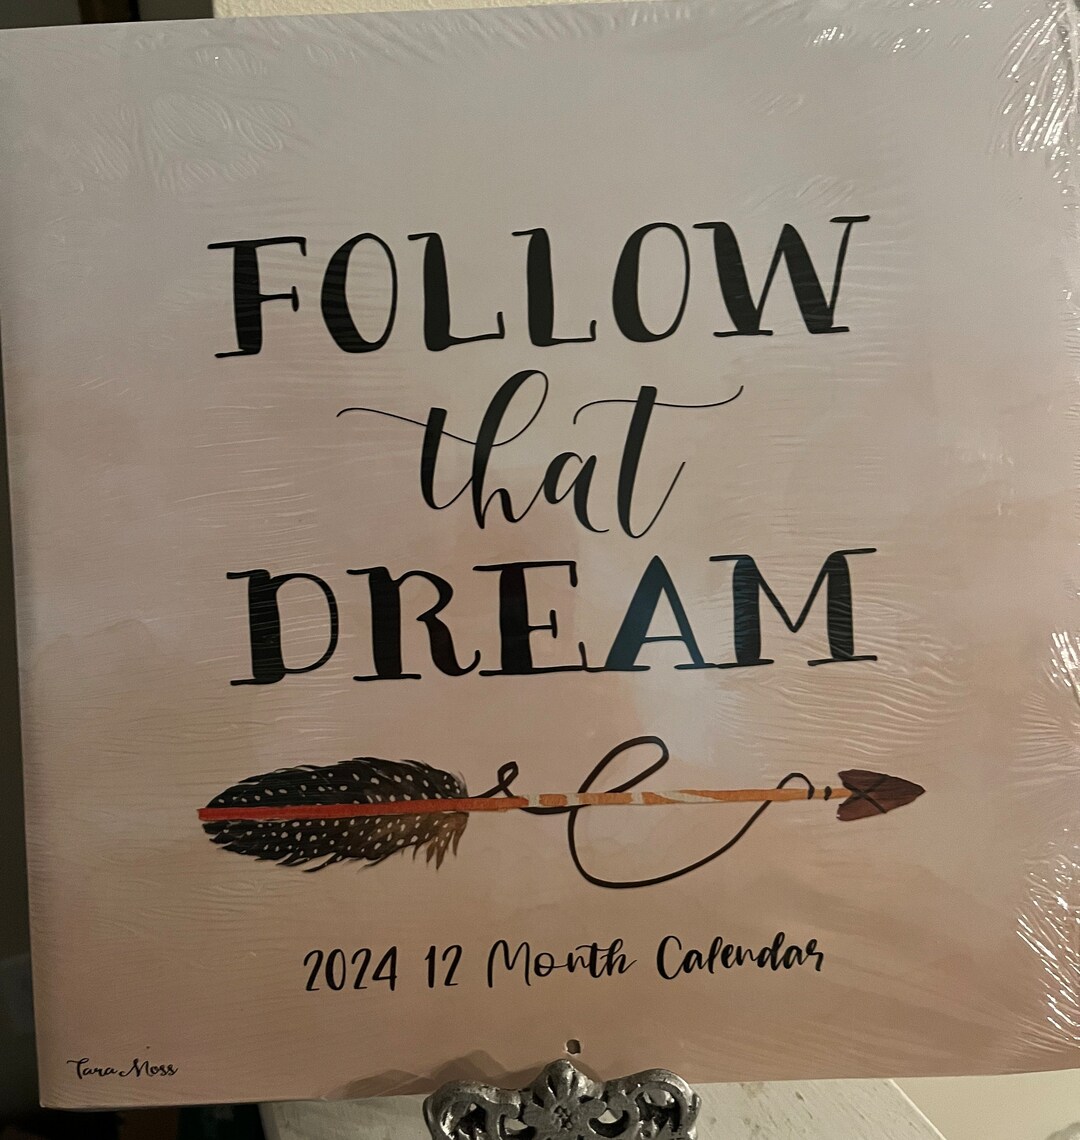 FOLLOW
that
DREAM
2024 12 Month Calendar
Tara Moss